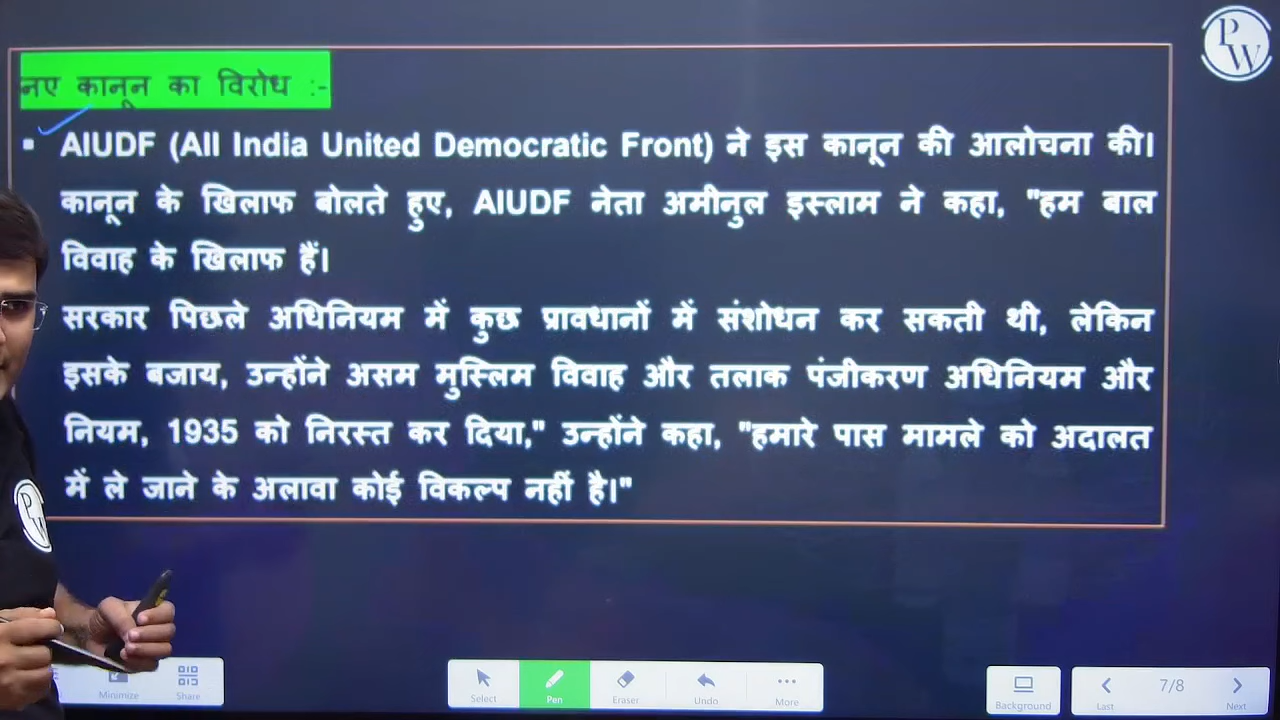 नए कानून का विरोध :-
AIUDF (All India United Democratic Front) ने इस कानून की आलोचना की।
कानून के खिलाफ बोलते हुए, AIUDF नेता अमीनुल इस्लाम ने कहा, "हम बाल
विवाह के खिलाफ हैं।
सरकार पिछले अधिनियम में कुछ प्रावधानों में संशोधन कर सकती थी, लेकिन
इसके बजाय, उन्होंने असम मुस्लिम विवाह और तलाक पंजीकरण अधिनियम और
नियम, 1935 को निरस्त कर दिया," उन्होंने कहा, "हमारे पास मामले को अदालत
में ले जाने के अलावा कोई विकल्प नहीं है।"
PW
PW
Minimize
Share
Select
Pen
Eraser
Undo
More
Background
Last
7/8
Next